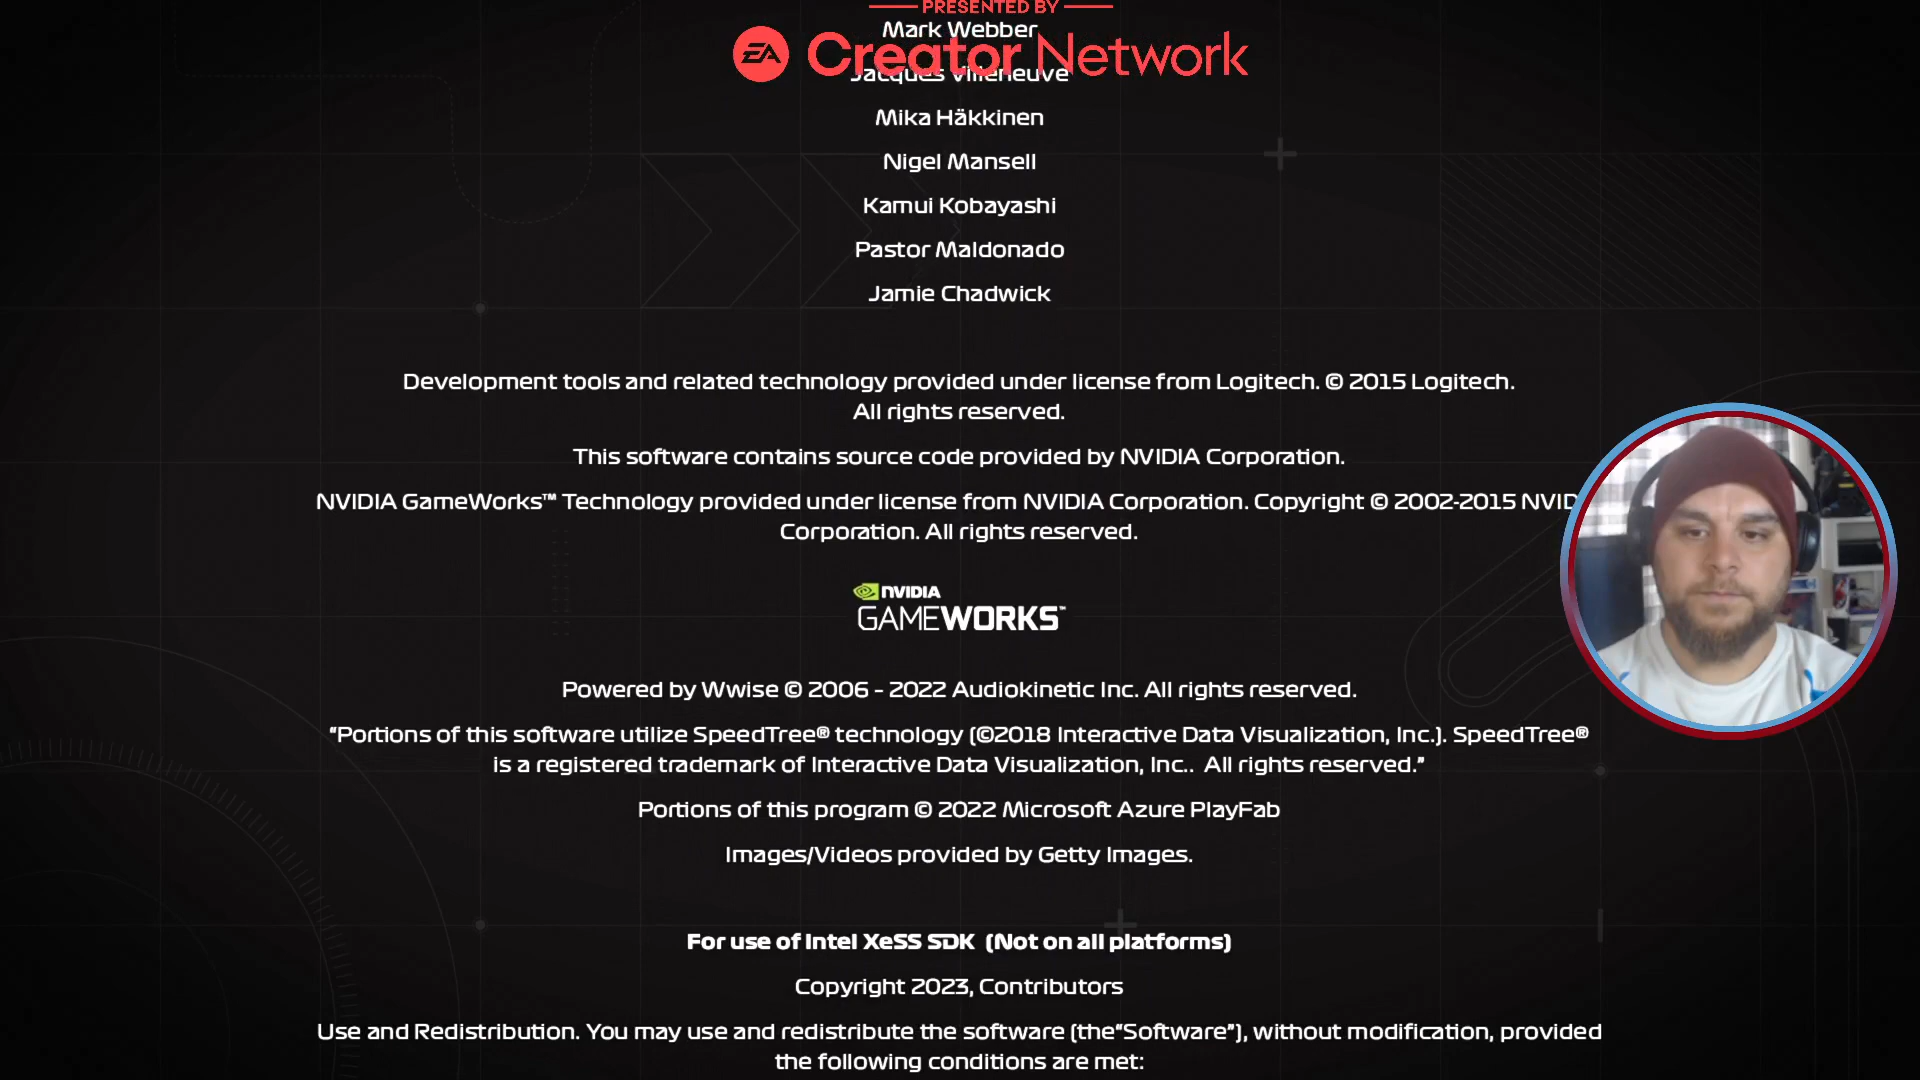 PRESENTED BY
Mark Webber
EA Creator Network
Jacques Villeneuve
Mika Häkkinen
Nigel Mansell
Kamui Kobayashi
Pastor Maldonado
Jamie Chadwick
Development tools and related technology provided under license from Logitech. © 2015 Logitech.
All rights reserved.
This software contains source code provided by NVIDIA Corporation.
NVIDIA GameWorks™ Technology provided under license from NVIDIA Corporation. Copyright © 2002-2015 NVID
Corporation. All rights reserved.
NVIDIA
GAMEWORKS™
Powered by Wwise © 2006 - 2022 Audiokinetic Inc. All rights reserved.
“Portions of this software utilize SpeedTree® technology (©2018 Interactive Data Visualization, Inc.). SpeedTree®
is a registered trademark of Interactive Data Visualization, Inc..  All rights reserved.”
Portions of this program © 2022 Microsoft Azure PlayFab
Images/Videos provided by Getty Images.
For use of Intel XeSS SDK  (Not on all platforms)
Copyright 2023, Contributors
Use and Redistribution. You may use and redistribute the software (the“Software”), without modification, provided
the following conditions are met: